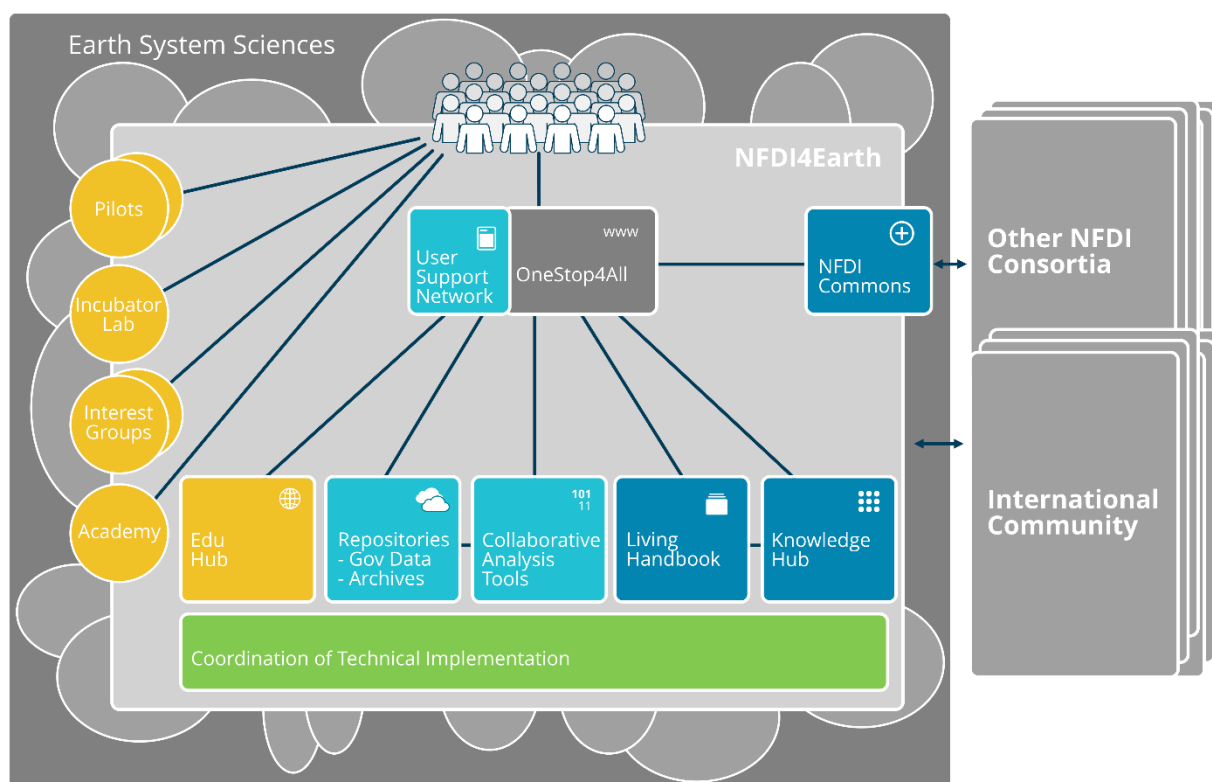 Earth System Sciences
NFDI4Earth
Pilots
Incubator
Lab
Interest
Groups
Academy
User
Support
Network
www
OneStop4All
NFDI
Commons
Other NFDI
Consortia
International
Community
Edu
Hub
Repositories
- Gov Data
- Archives
101
11
Collaborative
Analysis
Tools
Living
Handbook
Knowledge
Hub
Coordination of Technical Implementation